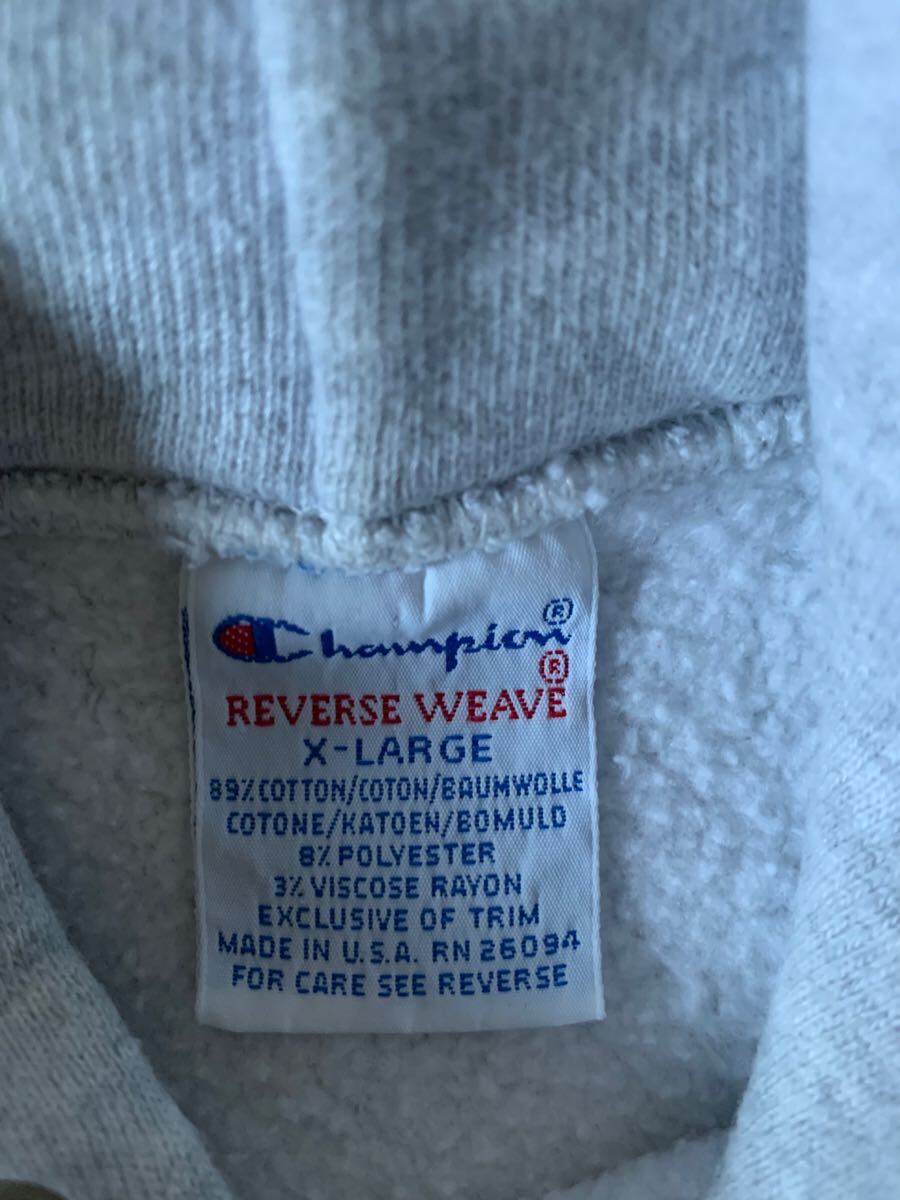 Champion®
REVERSE WEAVE®
X-LARGE
89% COTTON/COTON/BAUMWOLLE
COTONE/KATOEN/BOMULD
8% POLYESTER
3% VISCOSE RAYON
EXCLUSIVE OF TRIM
MADE IN U.S.A. RN 26094
FOR CARE SEE REVERSE